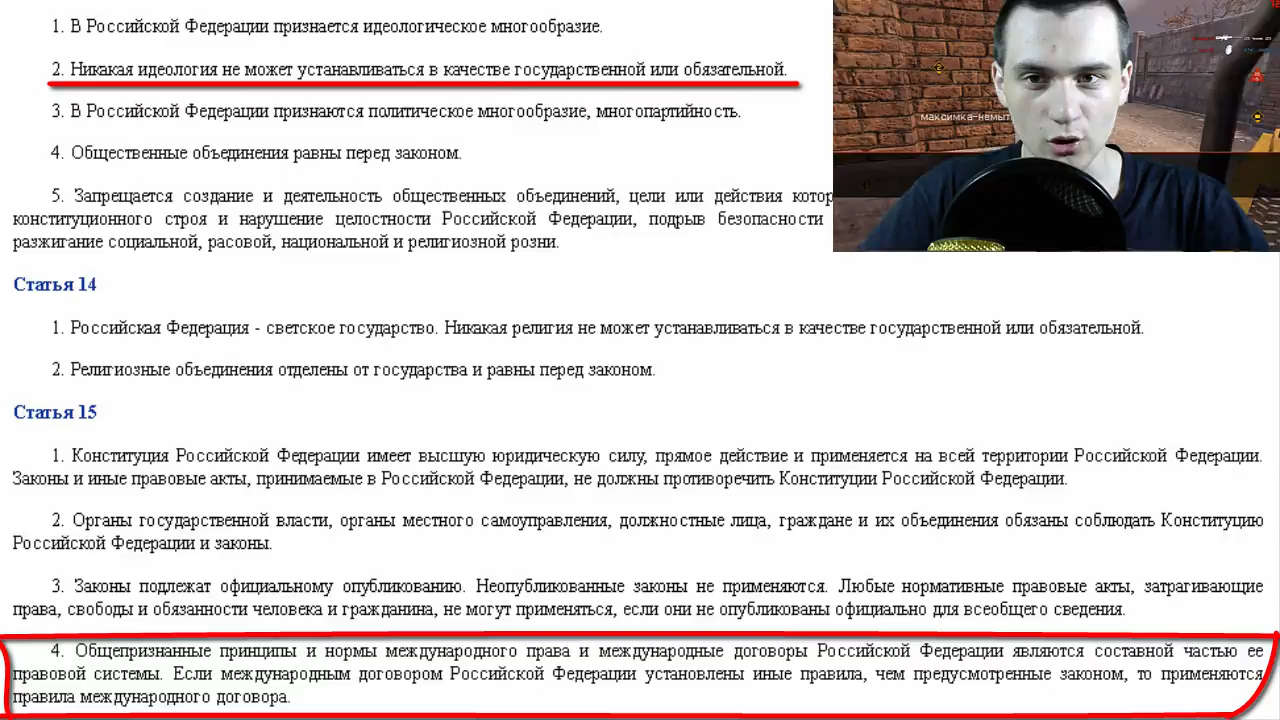 1. В Российской Федерации признается идеологическое многообразие.
2. Никакая идеология не может устанавливаться в качестве государственной или обязательной.
3. В Российской Федерации признаются политическое многообразие, многопартийность.
4. Общественные объединения равны перед законом.
5. Запрещается создание и деятельность общественных объединений, цели или действия котор
конституционного строя и нарушение целостности Российской Федерации, подрыв безопасности
разжигание социальной, расовой, национальной и религиозной розни.
максимка-немыт
Статья 14
1. Российская Федерация - светское государство. Никакая религия не может устанавливаться в качестве государственной или обязательной.
2. Религиозные объединения отделены от государства и равны перед законом.
Статья 15
1. Конституция Российской Федерации имеет высшую юридическую силу, прямое действие и применяется на всей территории Российской Федерации.
Законы и иные правовые акты, принимаемые в Российской Федерации, не должны противоречить Конституции Российской Федерации.
2. Органы государственной власти, органы местного самоуправления, должностные лица, граждане и их объединения обязаны соблюдать Конституцию
Российской Федерации и законы.
3. Законы подлежат официальному опубликованию. Неопубликованные законы не применяются. Любые нормативные правовые акты, затрагивающие
права, свободы и обязанности человека и гражданина, не могут применяться, если они не опубликованы официально для всеобщего сведения.
4. Общепризнанные принципы и нормы международного права и международные договоры Российской Федерации являются составной частью ее
правовой системы. Если международным договором Российской Федерации установлены иные правила, чем предусмотренные законом, то применяются
правила международного договора.